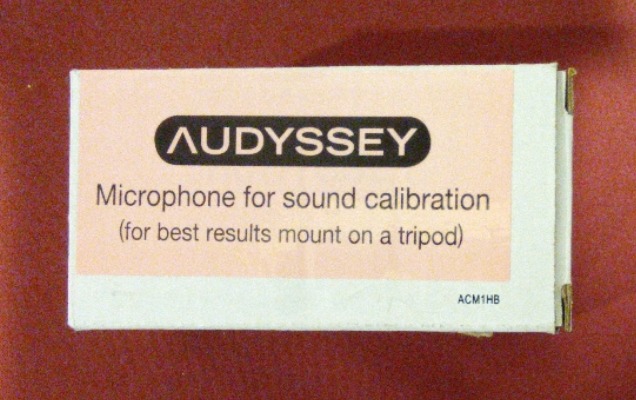 AUDYSSEY
Microphone for sound calibration
(for best results mount on a tripod)
ACM1HB